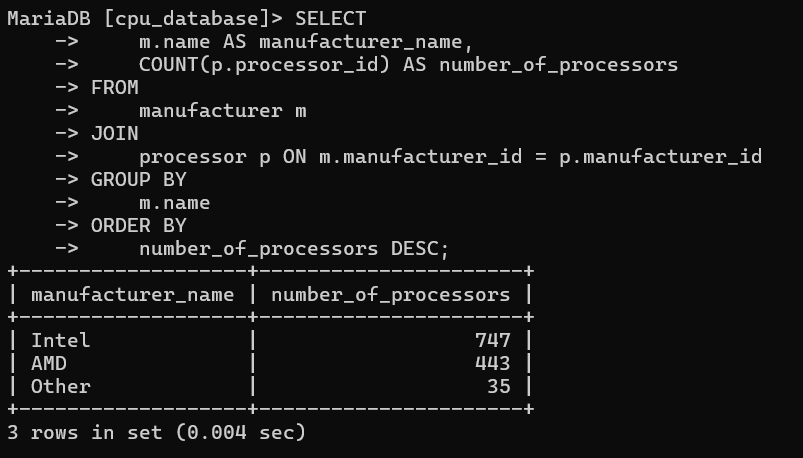 MariaDB [cpu_database]> SELECT
    ->     m.name AS manufacturer_name,
    ->     COUNT(p.processor_id) AS number_of_processors
    -> FROM
    ->     manufacturer m
    -> JOIN
    ->     processor p ON m.manufacturer_id = p.manufacturer_id
    -> GROUP BY
    ->     m.name
    -> ORDER BY
    ->     number_of_processors DESC;
+-------------------+----------------------+
| manufacturer_name | number_of_processors |
+-------------------+----------------------+
| Intel             |                  747 |
| AMD               |                  443 |
| Other             |                   35 |
+-------------------+----------------------+
3 rows in set (0.004 sec)